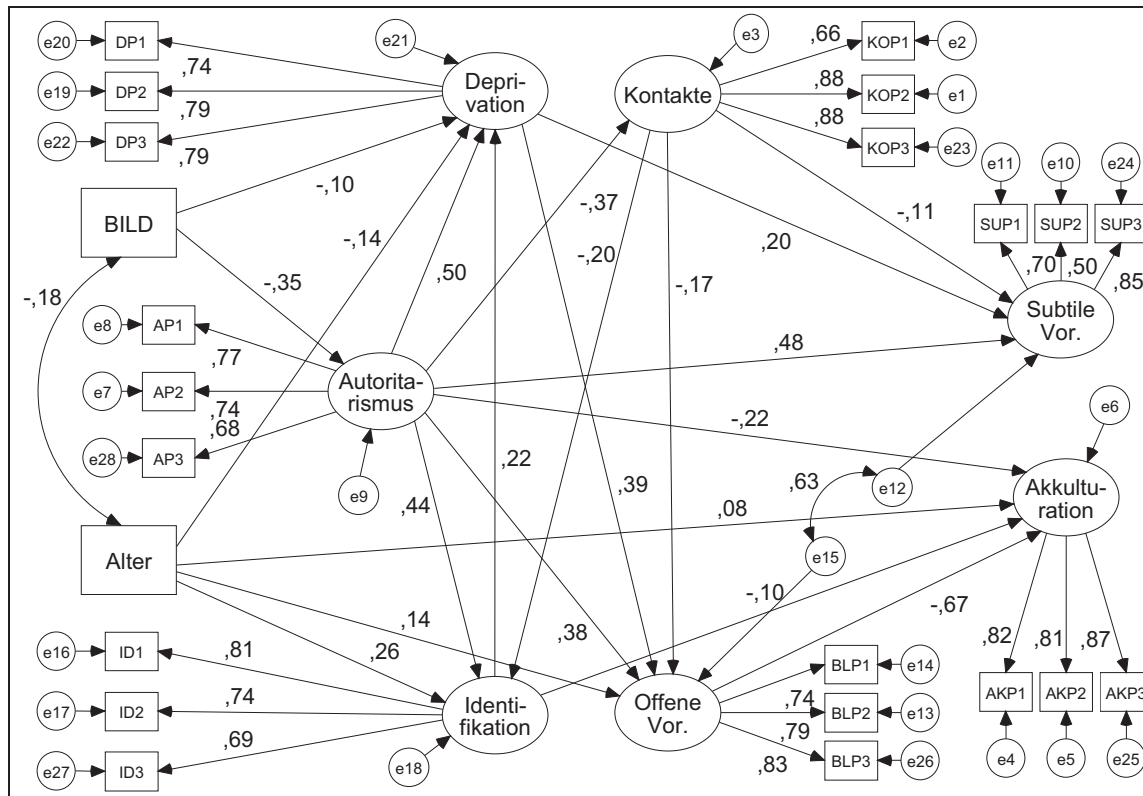 e20
DP1
e21
e3
,66
KOP1
e2
,74
Depri-
vation
Kontakte
e19
DP2
,88
KOP2
e1
,79
e22
DP3
,88
KOP3
e23
,79
e11
e10
e24
-,10
-,37
-,11
BILD
SUP1
SUP2
SUP3
-,14
-,20
,20
,70
,50
,85
-,18
-,35
,50
-,17
Subtile
Vor.
e8
AP1
,77
,48
Autorita-
rismus
e7
AP2
,74
-,22
e6
,68
e28
AP3
e9
,22
,39
,63
e12
Akkultu-
ration
,44
,08
Alter
e15
-,10
,14
,38
-,67
e16
ID1
,81
,26
,82
,81
,87
BLP1
e14
e17
ID2
,74
Identi-
fikation
Offene
Vor.
,74
AKP1
AKP2
AKP3
BLP2
e13
,69
,79
e27
ID3
e18
,83
BLP3
e26
e4
e5
e25